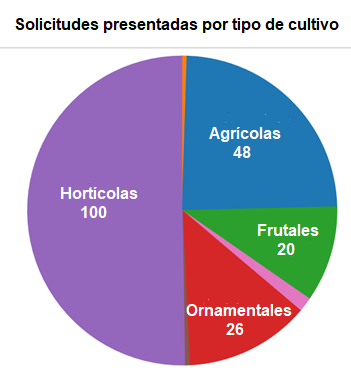 Solicitudes presentadas por tipo de cultivo
Agrícolas
48
Hortícolas
100
Frutales
20
Ornamentales
26